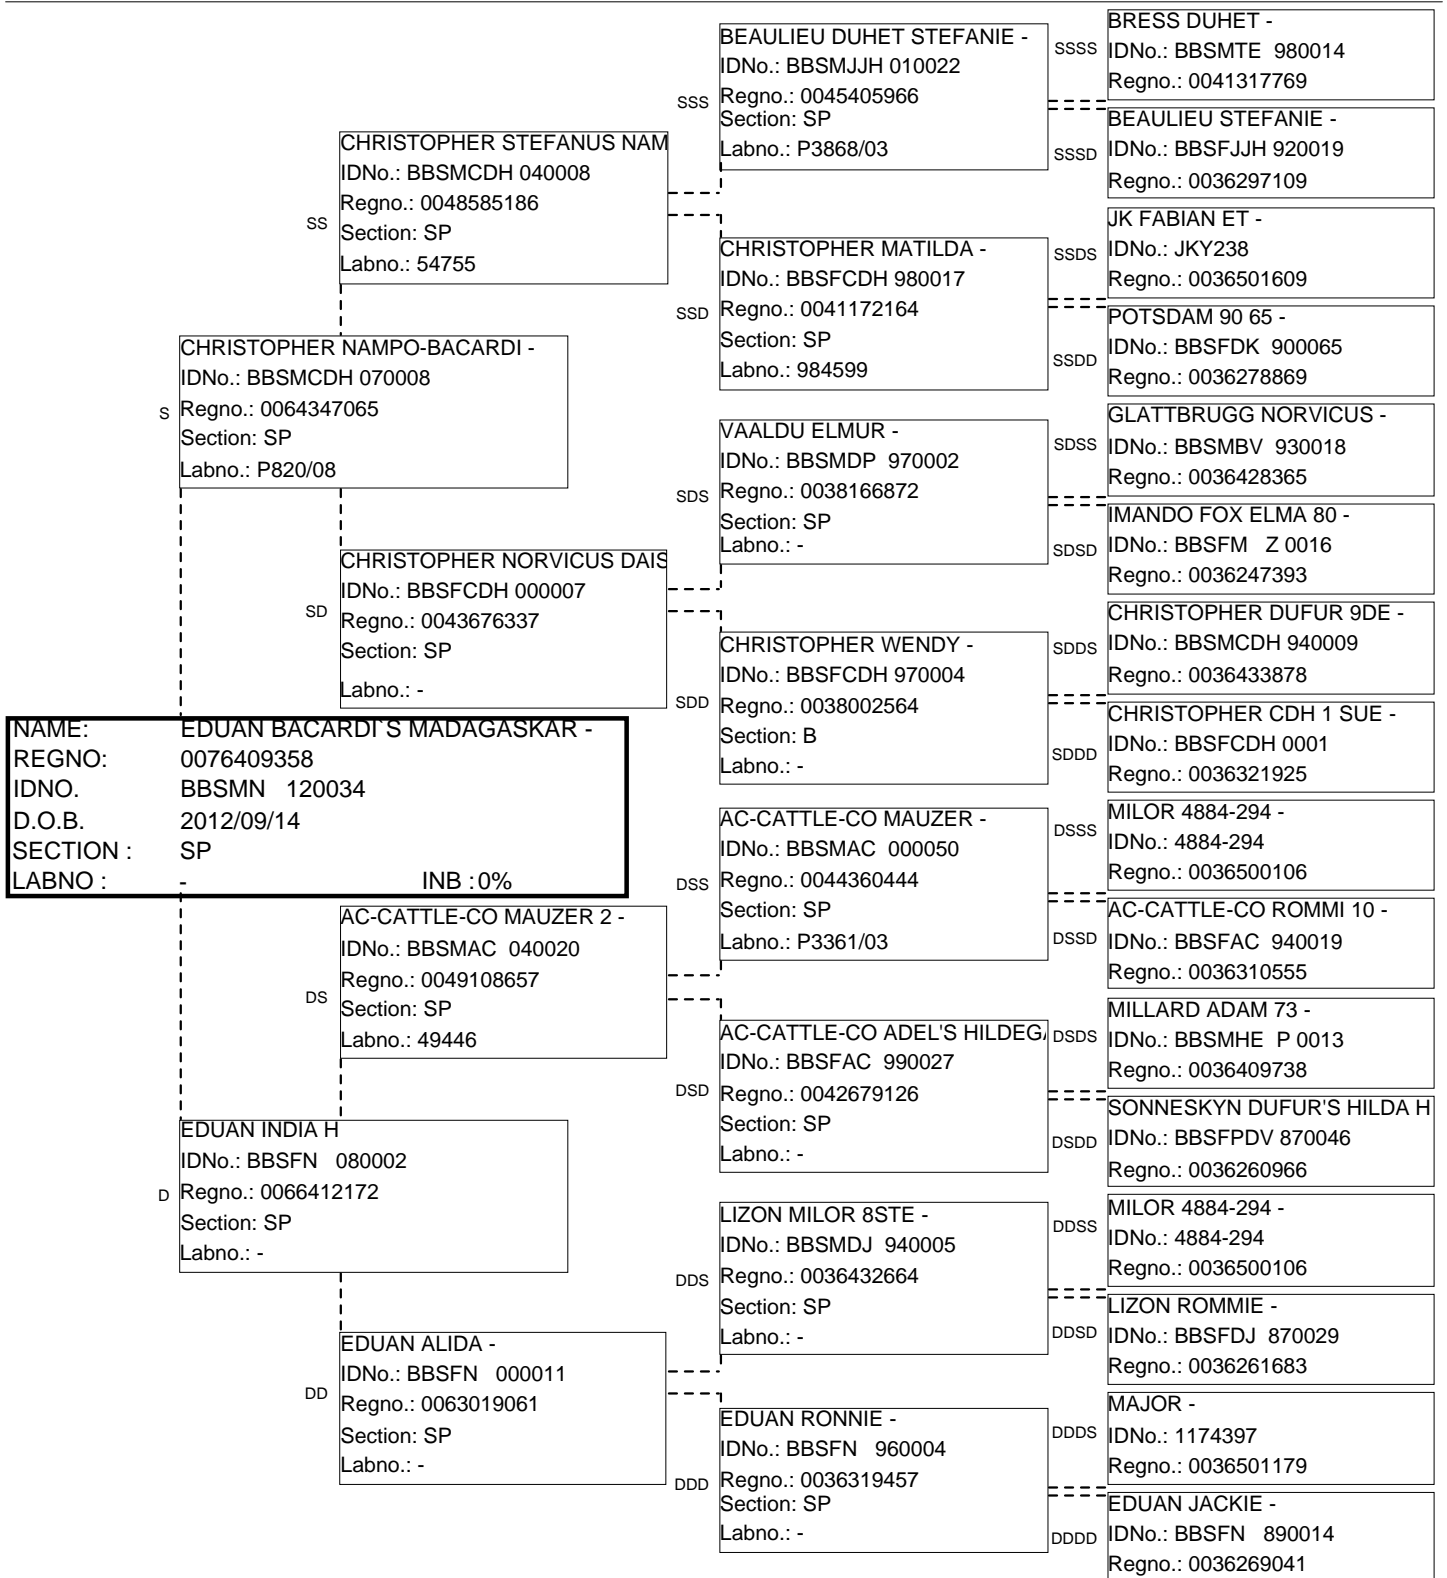 BEAULIEU DUHET STEFANIE -
IDNo.: BBSMJJH 010022
SSS Regno.: 0045405966
Section: SP
Labno.: P3868/03
BRESS DUHET -
SSSS IDNo.: BBSMTE 980014
Regno.: 0041317769
BEAULIEU STEFANIE -
SSSD IDNo.: BBSFJJH 920019
Regno.: 0036297109
CHRISTOPHER STEFANUS NAM
IDNo.: BBSMCDH 040008
Regno.: 0048585186
SS Section: SP
Labno.: 54755
CHRISTOPHER MATILDA -
IDNo.: BBSFCDH 980017
SSD Regno.: 0041172164
Section: SP
Labno.: 984599
JK FABIAN ET -
SSDS IDNo.: JKY238
Regno.: 0036501609
POTSDAM 90 65 -
SSDD IDNo.: BBSFDK 900065
Regno.: 0036278869
CHRISTOPHER NAMPO-BACARDI -
IDNo.: BBSMCDH 070008
S Regno.: 0064347065
Section: SP
Labno.: P820/08
VAALDU ELMUR -
IDNo.: BBSMDP 970002
SDS Regno.: 0038166872
Section: SP
Labno.: -
GLATTBRUGG NORVICUS -
SDSS IDNo.: BBSMBV 930018
Regno.: 0036428365
IMANDO FOX ELMA 80 -
SDSD IDNo.: BBSFM Z 0016
Regno.: 0036247393
CHRISTOPHER NORVICUS DAIS
IDNo.: BBSFCDH 000007
SD Regno.: 0043676337
Section: SP
Labno.: -
CHRISTOPHER WENDY -
IDNo.: BBSFCDH 970004
SDD Regno.: 0038002564
Section: B
Labno.: -
CHRISTOPHER DUFUR 9DE -
SDDS IDNo.: BBSMCDH 940009
Regno.: 0036433878
CHRISTOPHER CDH 1 SUE -
SDDD IDNo.: BBSFCDH 0001
Regno.: 0036321925
NAME: EDUAN BACARDI`S MADAGASKAR -
REGNO: 0076409358
IDNO. BBSMN 120034
D.O.B. 2012/09/14
SECTION : SP
LABNO : - INB : 0%
AC-CATTLE-CO MAUZER -
IDNo.: BBSMAC 000050
DSS Regno.: 0044360444
Section: SP
Labno.: P3361/03
MILOR 4884-294 -
DSSS IDNo.: 4884-294
Regno.: 0036500106
AC-CATTLE-CO ROMMI 10 -
DSSD IDNo.: BBSFAC 940019
Regno.: 0036310555
AC-CATTLE-CO MAUZER 2 -
IDNo.: BBSMAC 040020
Regno.: 0049108657
DS Section: SP
Labno.: 49446
AC-CATTLE-CO ADEL'S HILDEG
IDNo.: BBSFAC 990027
DSD Regno.: 0042679126
Section: SP
Labno.: -
MILLARD ADAM 73 -
DSDS IDNo.: BBSMHE P 0013
Regno.: 0036409738
SONNESKYN DUFUR'S HILDA H
DSDD IDNo.: BBSFPDV 870046
Regno.: 0036260966
EDUAN INDIA H
IDNo.: BBSFN 080002
D Regno.: 0066412172
Section: SP
Labno.: -
LIZON MILOR 8STE -
IDNo.: BBSMDJ 940005
DDS Regno.: 0036432664
Section: SP
Labno.: -
MILOR 4884-294 -
DDSS IDNo.: 4884-294
Regno.: 0036500106
LIZON ROMMIE -
DDSD IDNo.: BBSFDJ 870029
Regno.: 0036261683
EDUAN ALIDA -
IDNo.: BBSFN 000011
DD Regno.: 0063019061
Section: SP
Labno.: -
EDUAN RONNIE -
IDNo.: BBSFN 960004
DDD Regno.: 0036319457
Section: SP
Labno.: -
MAJOR -
DDDS IDNo.: 1174397
Regno.: 0036501179
EDUAN JACKIE -
DDDD IDNo.: BBSFN 890014
Regno.: 0036269041